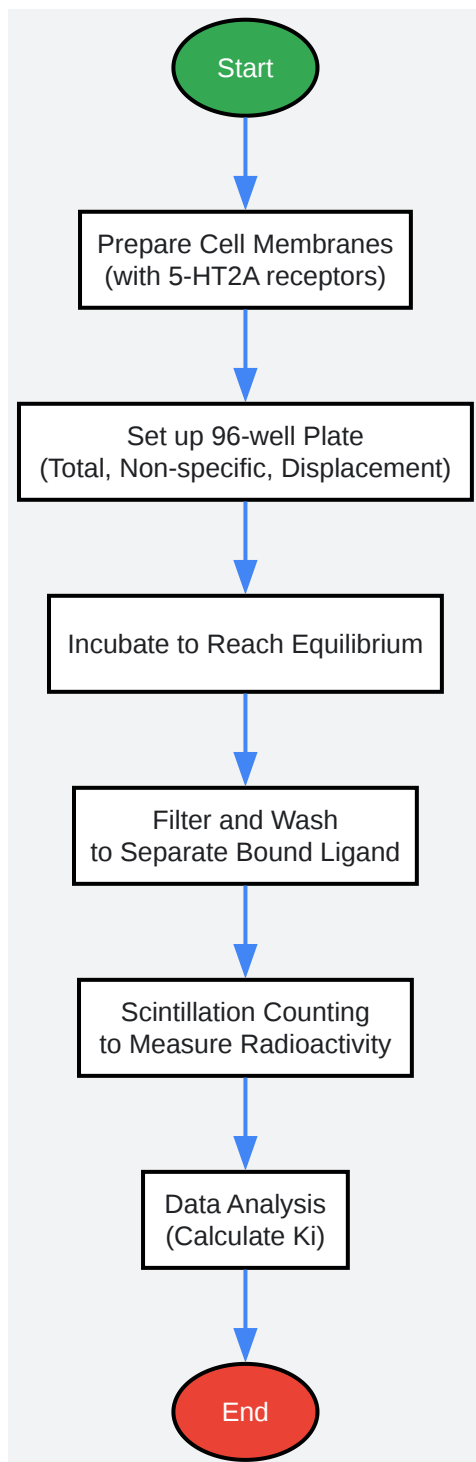 Start
Prepare Cell Membranes
(with 5-HT2A receptors)
Set up 96-well Plate
(Total, Non-specific, Displacement)
Incubate to Reach Equilibrium
Filter and Wash
to Separate Bound Ligand
Scintillation Counting
to Measure Radioactivity
Data Analysis
(Calculate Ki)
End